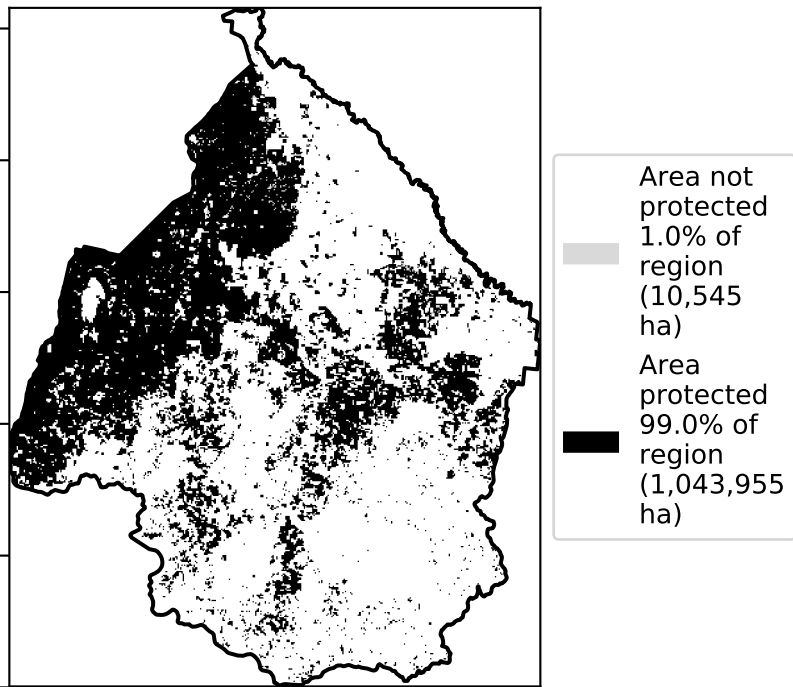 Area not
protected
1.0% of
region
(10,545
ha)
Area
protected
99.0% of
region
(1,043,955
ha)